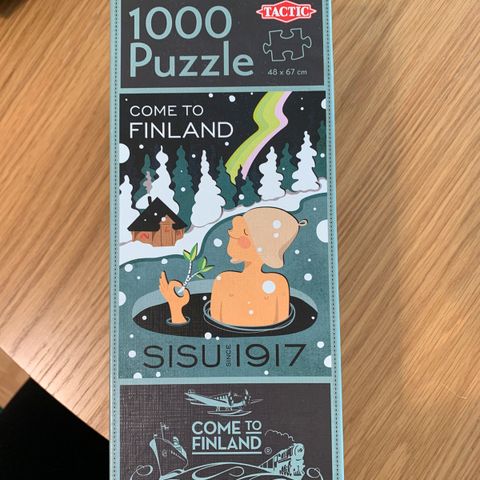 TACTIC
1000
Puzzle
48 x 67 cm
COME TO
FINLAND
SISU SINCE 1917
COME TO
FINLAND
®